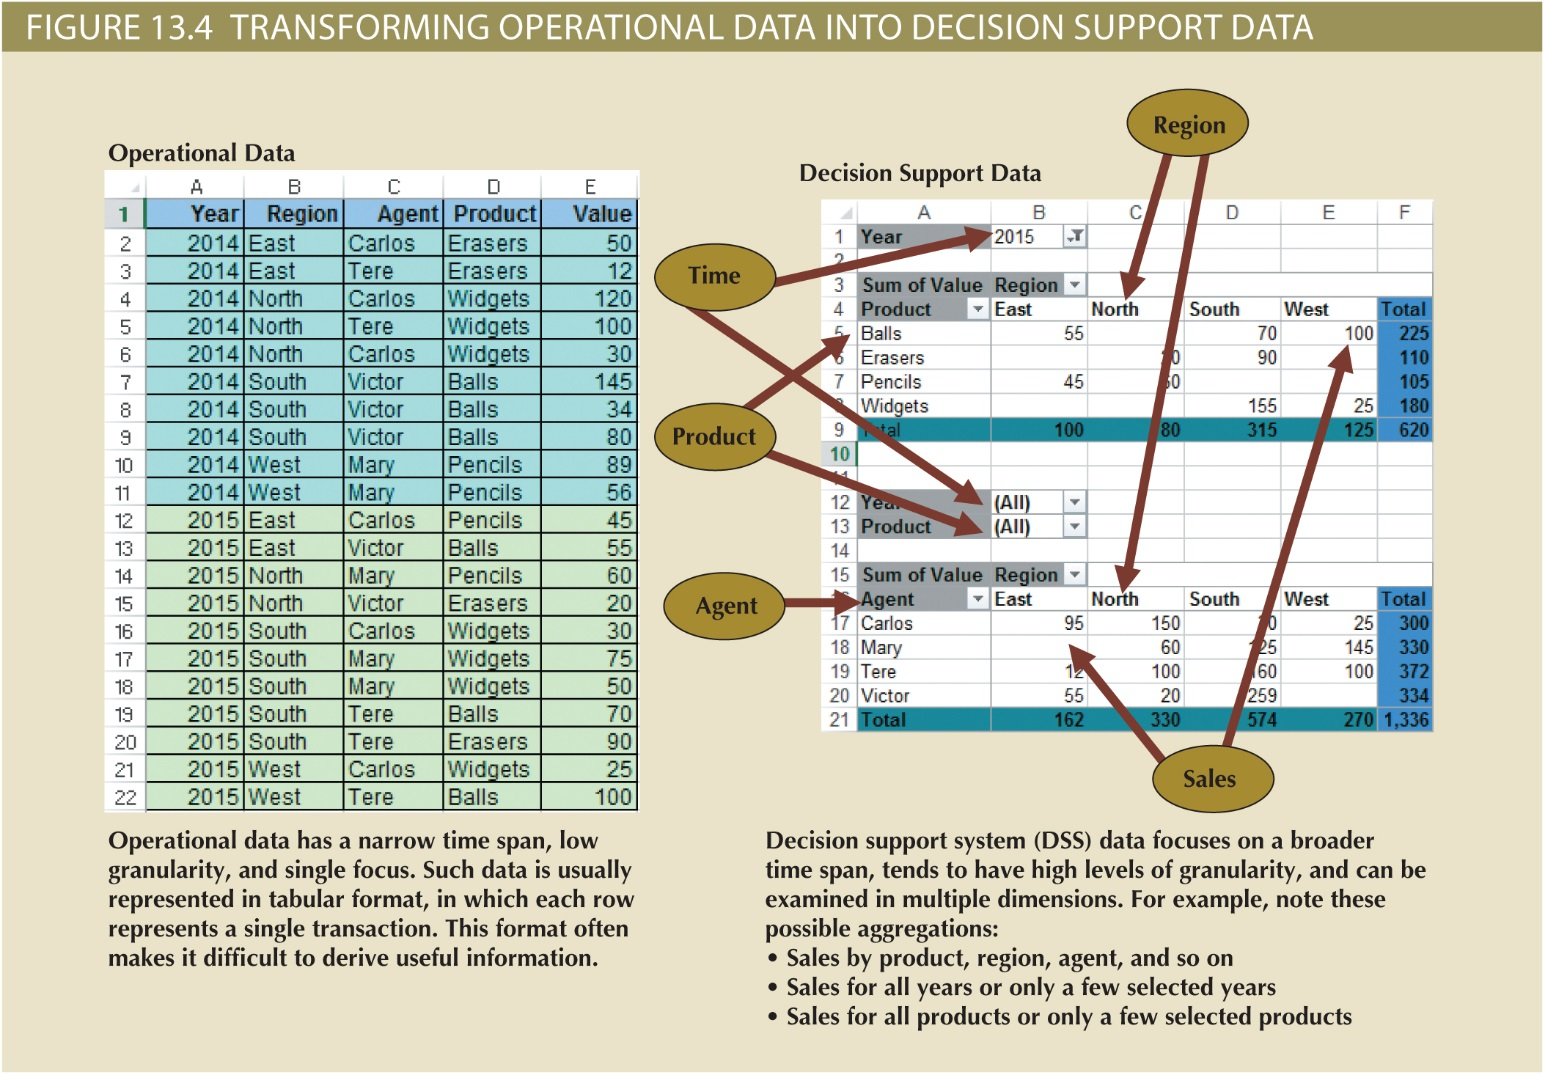 FIGURE 13.4 TRANSFORMING OPERATIONAL DATA INTO DECISION SUPPORT DATA
Operational Data
A B C D E
1 Year Region Agent Product Value
2 2014 East Carlos Erasers 50
3 2014 East Tere Erasers 12
4 2014 North Carlos Widgets 120
5 2014 North Tere Widgets 100
6 2014 North Carlos Widgets 30
7 2014 South Victor Balls 145
8 2014 South Victor Balls 34
9 2014 South Victor Balls 80
10 2014 West Mary Pencils 89
11 2014 West Mary Pencils 56
12 2015 East Carlos Pencils 45
13 2015 East Victor Balls 55
14 2015 North Mary Pencils 60
15 2015 North Victor Erasers 20
16 2015 South Carlos Widgets 30
17 2015 South Mary Widgets 75
18 2015 South Mary Widgets 50
19 2015 South Tere Balls 70
20 2015 South Tere Erasers 90
21 2015 West Carlos Widgets 25
22 2015 West Tere Balls 100
Operational data has a narrow time span, low
granularity, and single focus. Such data is usually
represented in tabular format, in which each row
represents a single transaction. This format often
makes it difficult to derive useful information.
Time
Product
Agent
Region
Sales
Decision Support Data
A B C D E F
1 Year 2015
2
3 Sum of Value Region
4 Product East North South West Total
Balls 55 70 100 225
Erasers 90 110
7 Pencils 45 105
Widgets 155 25 180
9 100 80 315 125 620
10
12 (All)
13 Product (All)
14
15 Sum of Value Region
Agent East North South West Total
17 Carlos 95 150 25 300
18 Mary 60 145 330
19 Tere 12 100 160 100 372
20 Victor 55 20 259 334
21 Total 162 330 574 270 1,336
Decision support system (DSS) data focuses on a broader
time span, tends to have high levels of granularity, and can be
examined in multiple dimensions. For example, note these
possible aggregations:
• Sales by product, region, agent, and so on
• Sales for all years or only a few selected years
• Sales for all products or only a few selected products